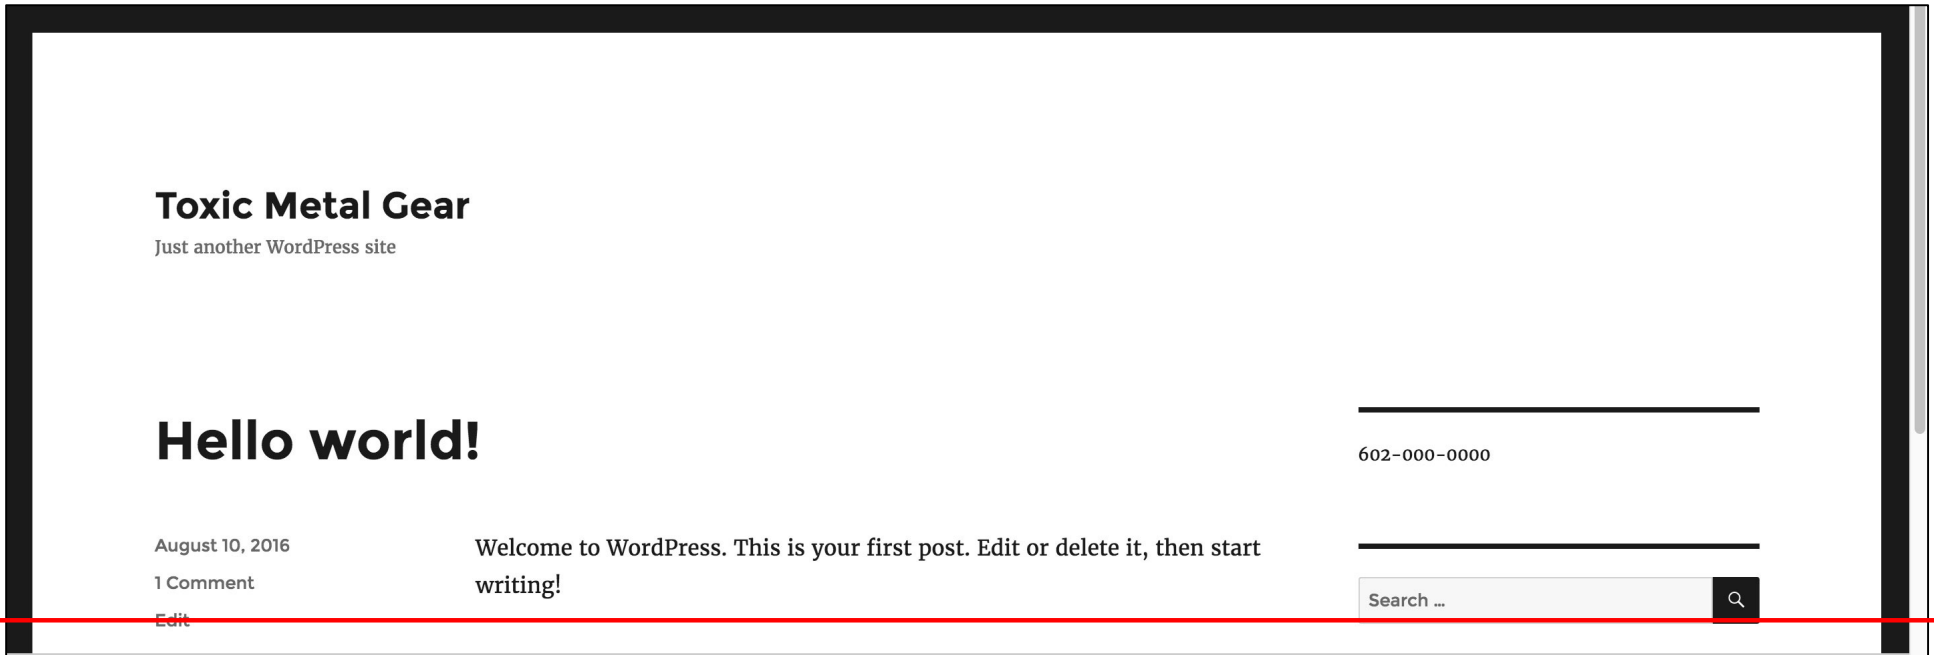 Toxic Metal Gear
Just another WordPress site
Hello world!
August 10, 2016
1 Comment
Edit
Welcome to WordPress. This is your first post. Edit or delete it, then start
writing!
602-000-0000
Search ...